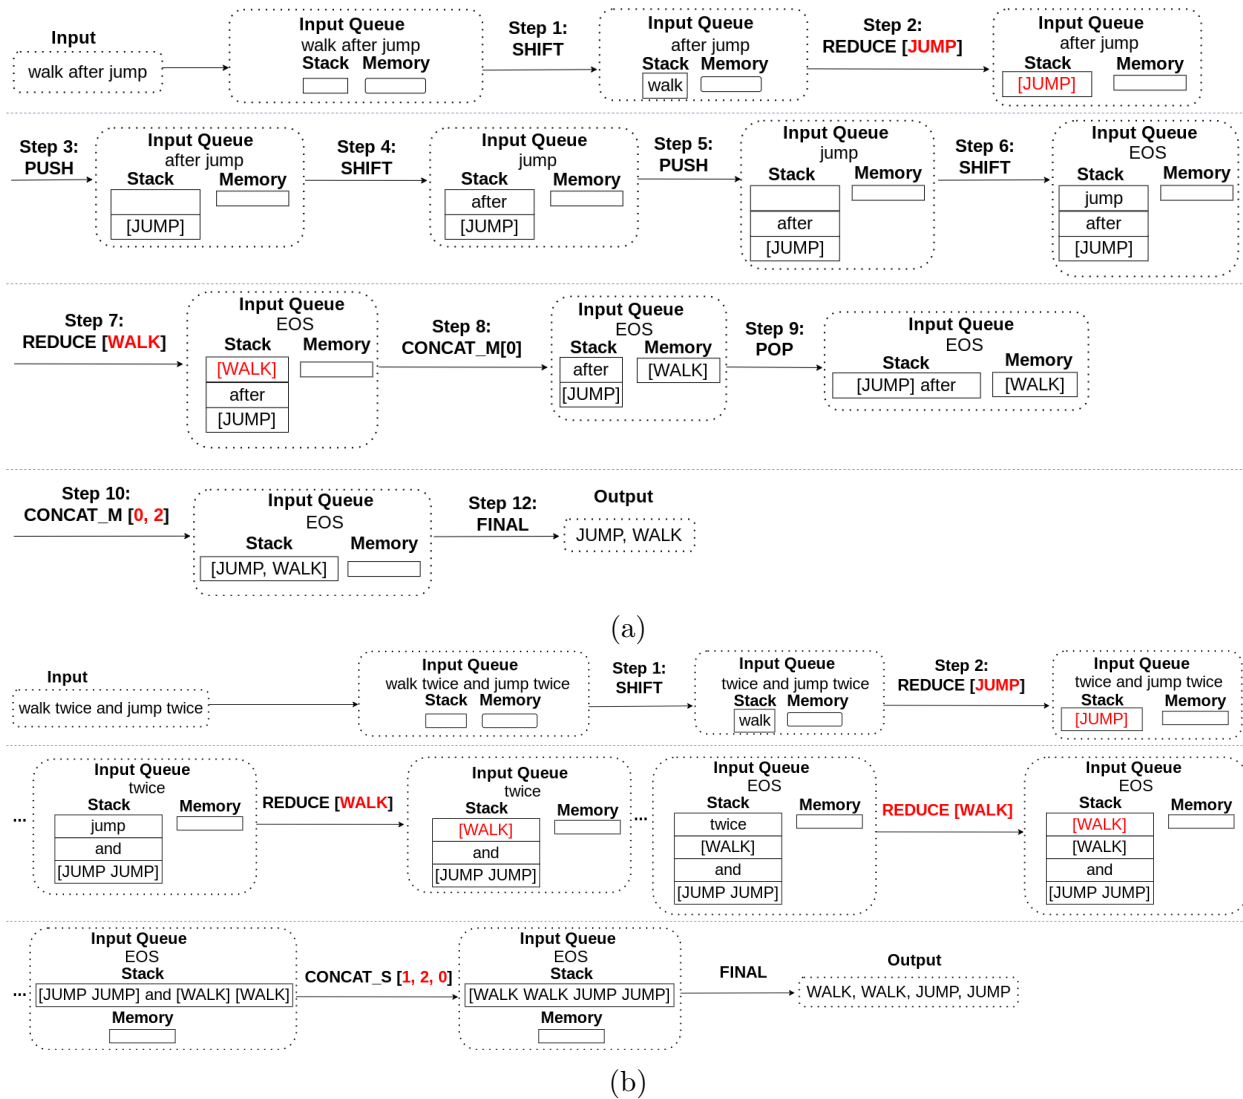 Input
walk after jump
Input Queue
walk after jump
Stack Memory
Step 1:
SHIFT
Input Queue
after jump
Stack Memory
walk
Step 2:
REDUCE [JUMP]
Input Queue
after jump
Stack Memory
[JUMP]
Step 3:
PUSH
Input Queue
after jump
Stack Memory
[JUMP]
Step 4:
SHIFT
Input Queue
jump
Stack Memory
after
[JUMP]
Step 5:
PUSH
Input Queue
jump
Stack Memory
after
[JUMP]
Step 6:
SHIFT
Input Queue
EOS
Stack Memory
jump
after
[JUMP]
Step 7:
REDUCE [WALK]
Input Queue
EOS
Stack Memory
[WALK]
after
[JUMP]
Step 8:
CONCAT_M[0]
Input Queue
EOS
Stack Memory
after [WALK]
[JUMP]
Step 9:
POP
Input Queue
EOS
Stack Memory
[JUMP] after [WALK]
Step 10:
CONCAT_M [0, 2]
Input Queue
EOS
Stack Memory
[JUMP, WALK]
Step 12:
FINAL
Output
JUMP, WALK
(a)
Input
walk twice and jump twice
Input Queue
walk twice and jump twice
Stack Memory
Step 1:
SHIFT
Input Queue
twice and jump twice
Stack Memory
walk
Step 2:
REDUCE [JUMP]
Input Queue
twice and jump twice
Stack Memory
[JUMP]
...
Input Queue
twice
Stack Memory
jump
and
[JUMP JUMP]
REDUCE [WALK]
Input Queue
twice
Stack Memory
[WALK]
and
[JUMP JUMP]
...
Input Queue
EOS
Stack Memory
twice
[WALK]
and
[JUMP JUMP]
REDUCE [WALK]
Input Queue
EOS
Stack Memory
[WALK]
[WALK]
and
[JUMP JUMP]
...
Input Queue
EOS
Stack
[JUMP JUMP] and [WALK] [WALK]
Memory
CONCAT_S [1, 2, 0]
Input Queue
EOS
Stack
[WALK WALK JUMP JUMP]
Memory
FINAL
Output
WALK, WALK, JUMP, JUMP
(b)